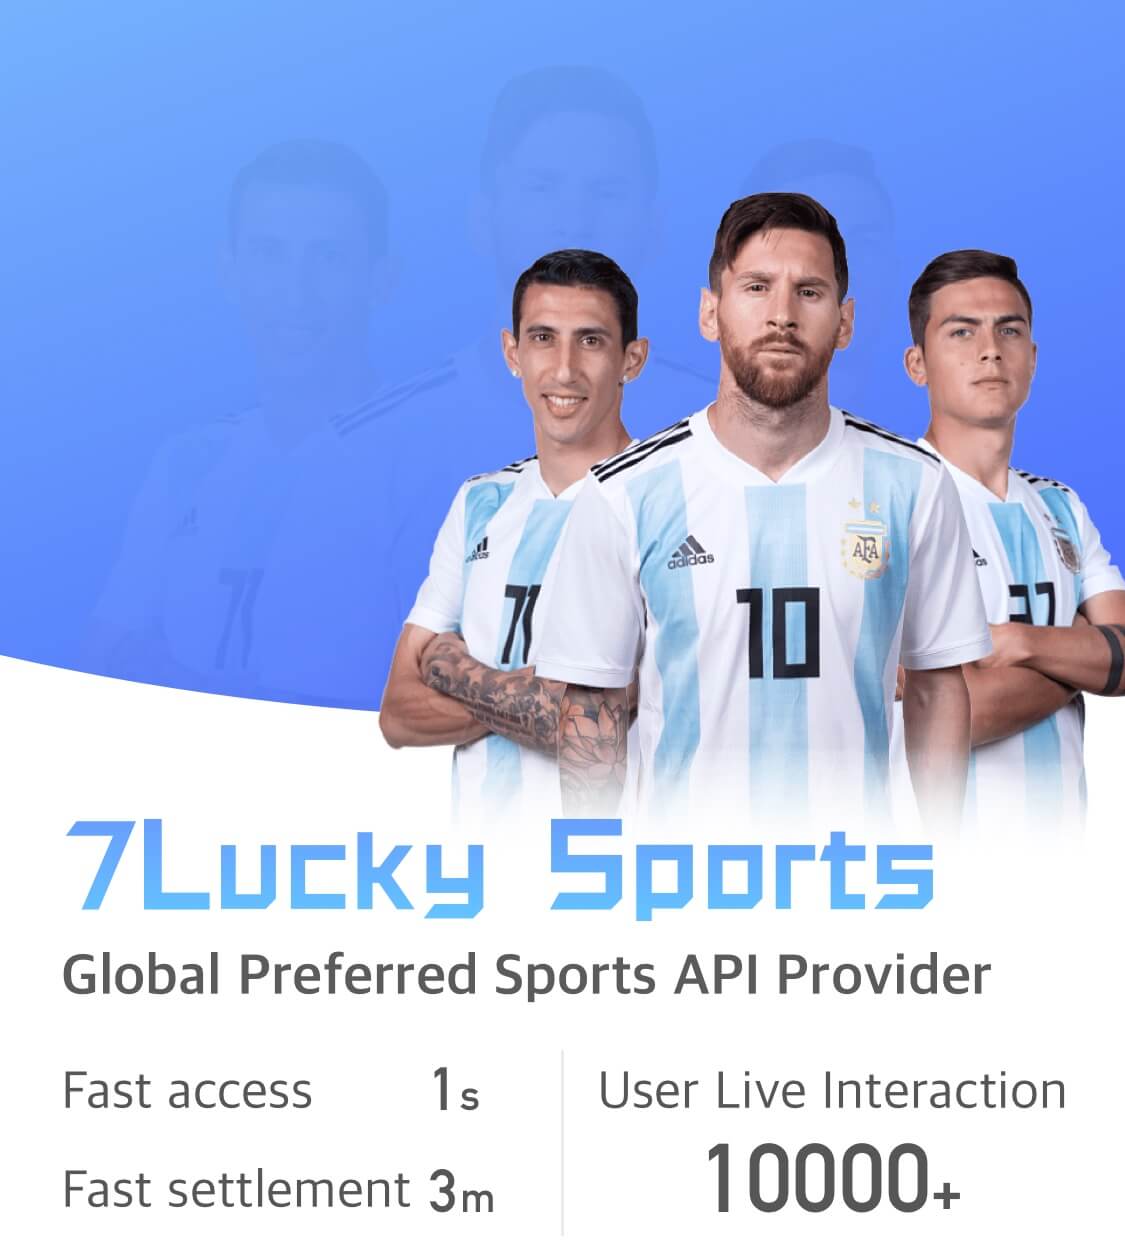 adidas
AFA
11
10
21
7Lucky Sports
Global Preferred Sports API Provider
Fast access 1s
Fast settlement 3m
User Live Interaction
10000+